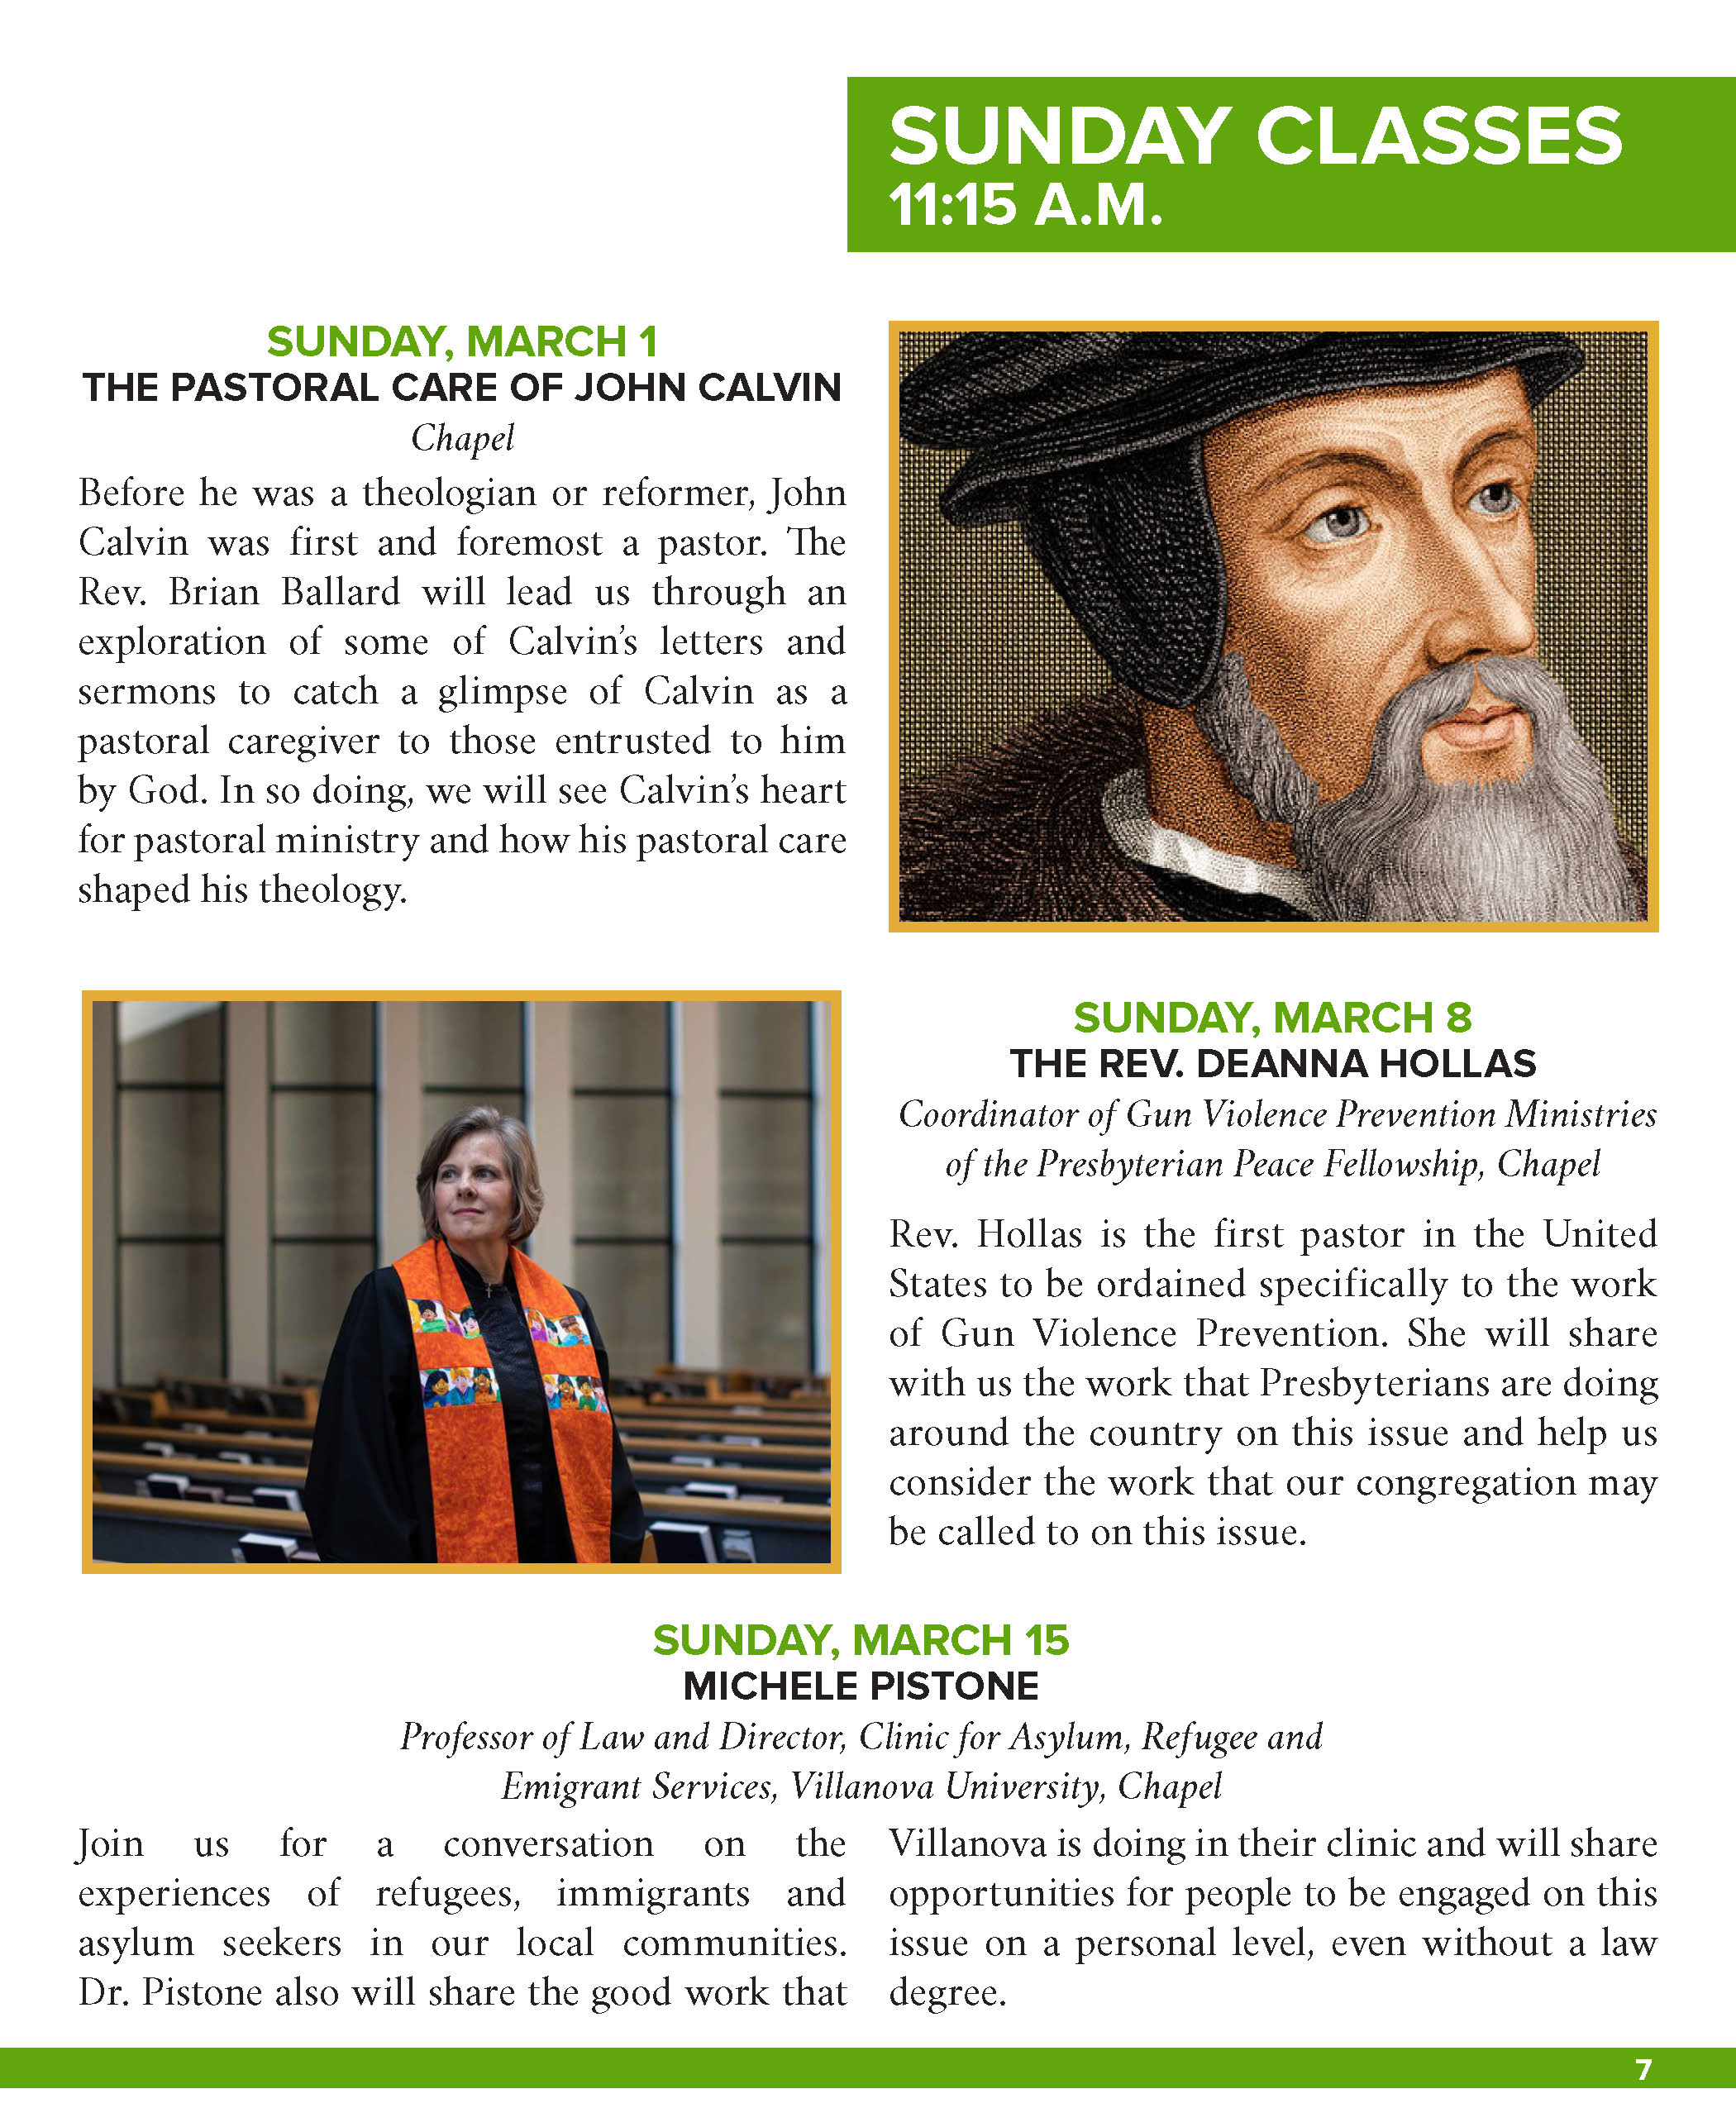 SUNDAY CLASSES
11:15 A.M.
SUNDAY, MARCH 1
THE PASTORAL CARE OF JOHN CALVIN
Chapel
Before he was a theologian or reformer, John
Calvin was first and foremost a pastor. The
Rev. Brian Ballard will lead us through an
exploration of some of Calvin’s letters and
sermons to catch a glimpse of Calvin as a
pastoral caregiver to those entrusted to him
by God. In so doing, we will see Calvin’s heart
for pastoral ministry and how his pastoral care
shaped his theology.
SUNDAY, MARCH 8
THE REV. DEANNA HOLLAS
Coordinator of Gun Violence Prevention Ministries
of the Presbyterian Peace Fellowship, Chapel
Rev. Hollas is the first pastor in the United
States to be ordained specifically to the work
of Gun Violence Prevention. She will share
with us the work that Presbyterians are doing
around the country on this issue and help us
consider the work that our congregation may
be called to on this issue.
SUNDAY, MARCH 15
MICHELE PISTONE
Professor of Law and Director, Clinic for Asylum, Refugee and
Emigrant Services, Villanova University, Chapel
Join us for a conversation on the
experiences of refugees, immigrants and
asylum seekers in our local communities.
Dr. Pistone also will share the good work that
Villanova is doing in their clinic and will share
opportunities for people to be engaged on this
issue on a personal level, even without a law
degree.
7